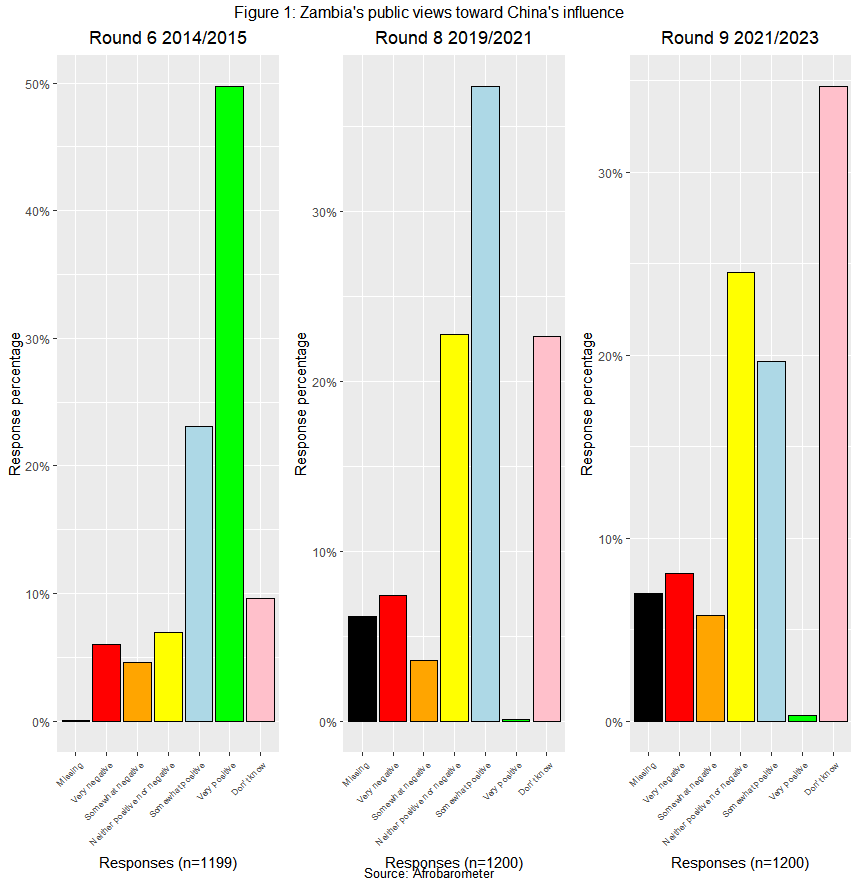 Figure 1: Zambia's public views toward China's influence
Round 6 2014/2015
Response percentage
50%
40%
30%
20%
10%
0%
Missing
Very negative
Somewhat negative
Neither positive nor negative
Somewhat positive
Very positive
Don't know
Responses (n=1199)
Round 8 2019/2021
Response percentage
30%
20%
10%
0%
Missing
Very negative
Somewhat negative
Neither positive nor negative
Somewhat positive
Very positive
Don't know
Responses (n=1200)
Round 9 2021/2023
Response percentage
30%
20%
10%
0%
Missing
Very negative
Somewhat negative
Neither positive nor negative
Somewhat positive
Very positive
Don't know
Responses (n=1200)
Source: Afrobarometer